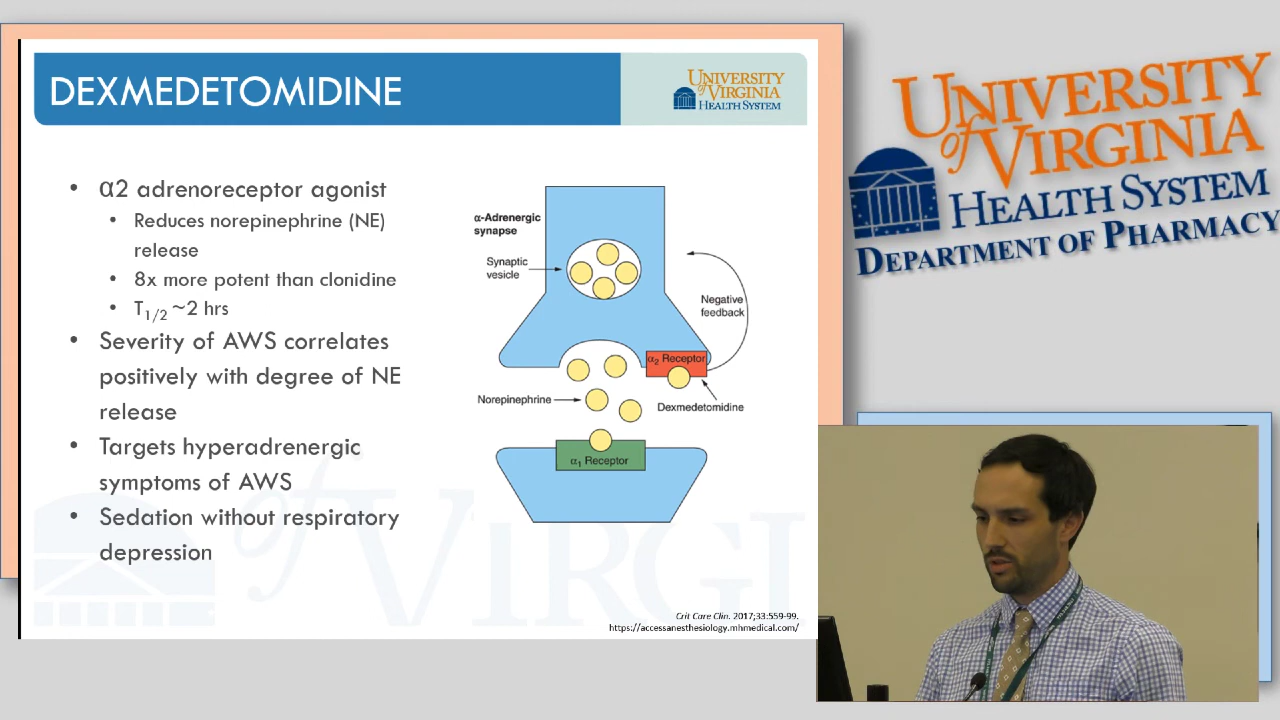 DEXMEDETOMIDINE
UNIVERSITY
of VIRGINIA
HEALTH SYSTEM
• α2 adrenoreceptor agonist
• Reduces norepinephrine (NE)
release
• 8x more potent than clonidine
• T1/2 ~2 hrs
• Severity of AWS correlates
positively with degree of NE
release
• Targets hyperadrenergic
symptoms of AWS
• Sedation without respiratory
depression
α-Adrenergic
synapse
Synaptic
vesicle
Negative
feedback
α2 Receptor
Norepinephrine
Dexmedetomidine
α1 Receptor
of VIRGI
Crit Care Clin. 2017;33:559-99.
https://accessanesthesiology.mhmedical.com/
UNIVERSITY
of VIRGINIA
HEALTH SYSTEM
DEPARTMENT OF PHARMACY